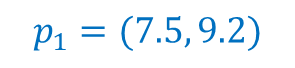 p₁ = (7.5, 9.2)